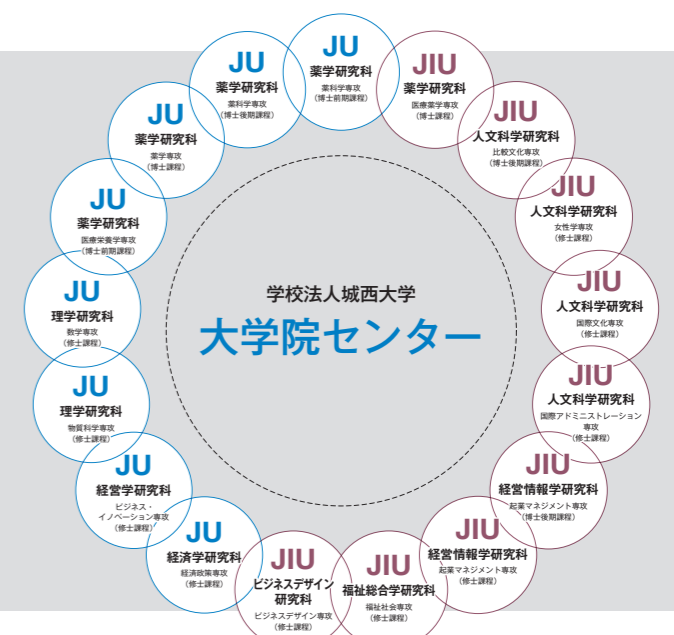 JU
薬学研究科
薬科学専攻
（博士前期課程）
JIU
薬学研究科
医療薬学専攻
（博士課程）
JIU
人文科学研究科
比較文化専攻
（博士後期課程）
JIU
人文科学研究科
女性学専攻
（修士課程）
JIU
人文科学研究科
国際文化専攻
（修士課程）
JIU
人文科学研究科
国際アドミニストレーション
専攻
（修士課程）
JIU
経営情報学研究科
起業マネジメント専攻
（博士後期課程）
JIU
経営情報学研究科
起業マネジメント専攻
（修士課程）
JIU
福祉総合学研究科
福祉社会専攻
（修士課程）
JIU
ビジネスデザイン
研究科
ビジネスデザイン専攻
（修士課程）
JU
経済学研究科
経済政策専攻
（修士課程）
JU
経営学研究科
ビジネス・
イノベーション専攻
（修士課程）
JU
理学研究科
物質科学専攻
（修士課程）
JU
理学研究科
数学専攻
（修士課程）
JU
薬学研究科
医療栄養学専攻
（博士前期課程）
JU
薬学研究科
薬学専攻
（博士課程）
JU
薬学研究科
薬科学専攻
（博士後期課程）
学校法人城西大学
大学院センター